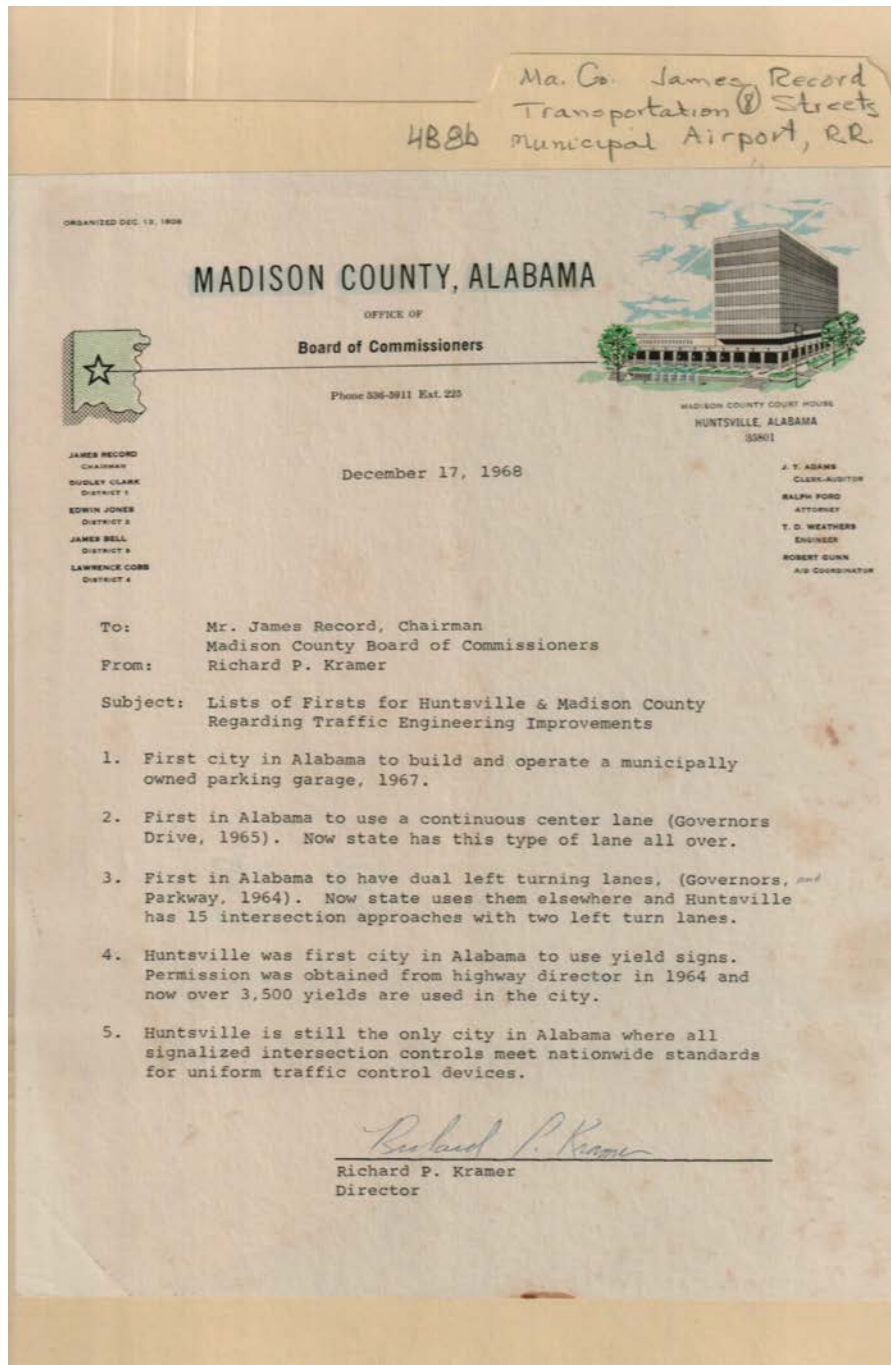 Ma. Co. James Record
Transportation & Streets
4BBb Municipal Airport, RR.
ORGANIZED DEC. 13, 1808
MADISON COUNTY, ALABAMA
OFFICE OF
Board of Commissioners
Phone 536-5911 Ext. 225
MADISON COUNTY COURT HOUSE
HUNTSVILLE, ALABAMA
35801
JAMES RECORD
CHAIRMAN
DUDLEY CLARK
DISTRICT 1
EDWIN JONES
DISTRICT 2
JAMES BELL
DISTRICT 3
LAWRENCE COBB
DISTRICT 4
December 17, 1968
J. T. ADAMS
CLERK-AUDITOR
RALPH FORD
ATTORNEY
T. D. WEATHERS
ENGINEER
ROBERT GUNN
AID COORDINATOR
To: Mr. James Record, Chairman
Madison County Board of Commissioners
From: Richard P. Kramer
Subject: Lists of Firsts for Huntsville & Madison County
Regarding Traffic Engineering Improvements
1. First city in Alabama to build and operate a municipally
owned parking garage, 1967.
2. First in Alabama to use a continuous center lane (Governors
Drive, 1965). Now state has this type of lane all over.
3. First in Alabama to have dual left turning lanes, (Governors, and
Parkway, 1964). Now state uses them elsewhere and Huntsville
has 15 intersection approaches with two left turn lanes.
4. Huntsville was first city in Alabama to use yield signs.
Permission was obtained from highway director in 1964 and
now over 3,500 yields are used in the city.
5. Huntsville is still the only city in Alabama where all
signalized intersection controls meet nationwide standards
for uniform traffic control devices.
Richard P. Kramer
Richard P. Kramer
Director